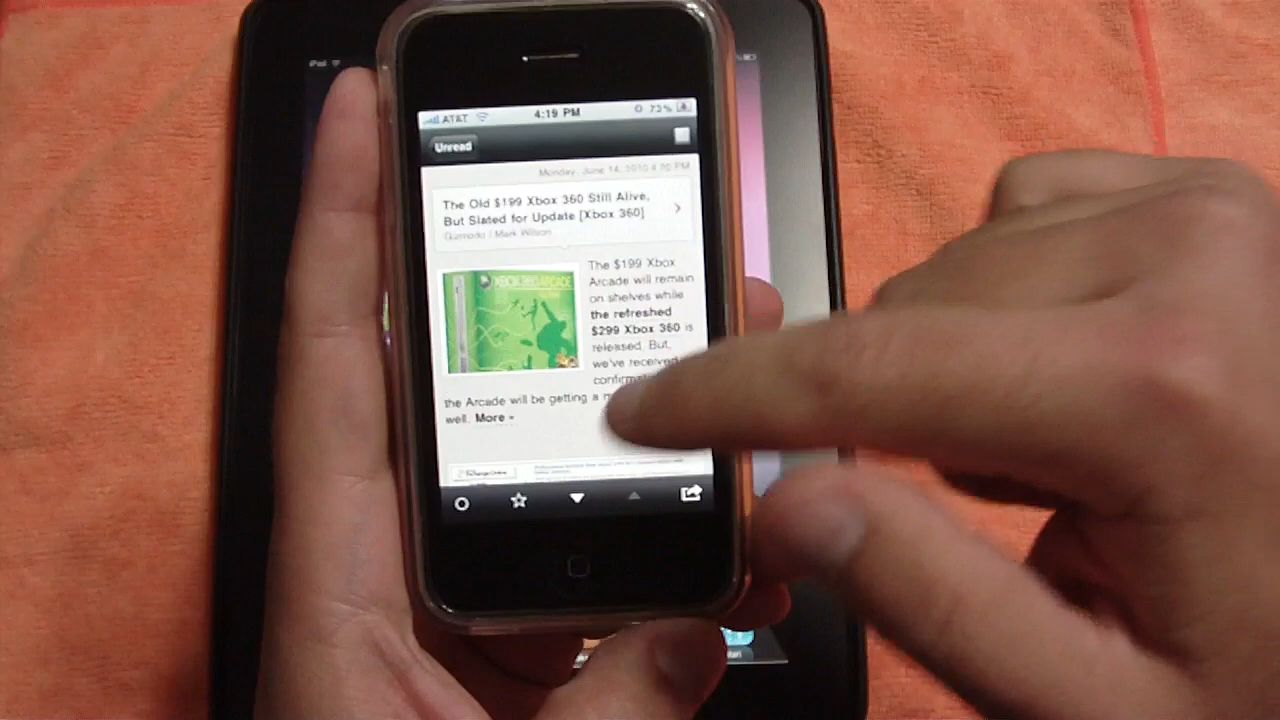 iPad
AT&T 4:19 PM 73%
Unread
Monday, June 14, 2010 4:10 PM
The Old $199 Xbox 360 Still Alive,
But Slated for Update [Xbox 360]
Gizmodo / Mark Wilson
XBOX 360 ARCADE
The $199 Xbox
Arcade will remain
on shelves while
the refreshed
$299 Xbox 360 is
released. But,
we've received
the Arcade will be getting a
well. More »